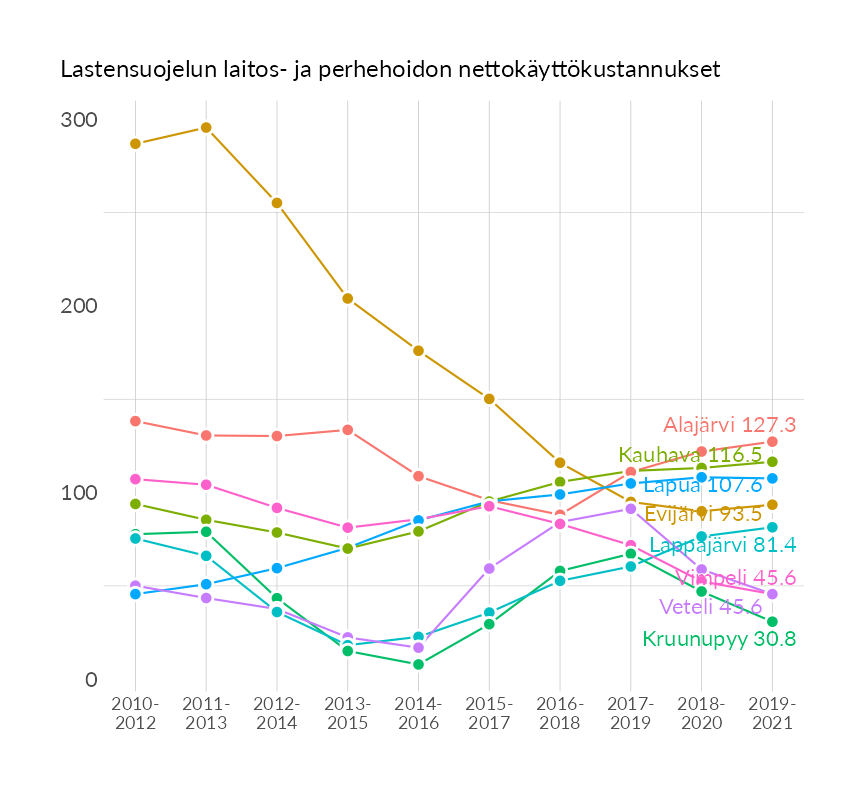 Lastensuojelun laitos- ja perhehoidon nettokäyttökustannukset
300
200
100
0
Alajärvi 127.3
Kauhava 116.5
Lapua 107.6
Evijärvi 93.5
Lappajärvi 81.4
Vimpeli 45.6
Veteli 45.6
Kruunupyy 30.8
2010-
2012
2011-
2013
2012-
2014
2013-
2015
2014-
2016
2015-
2017
2016-
2018
2017-
2019
2018-
2020
2019-
2021